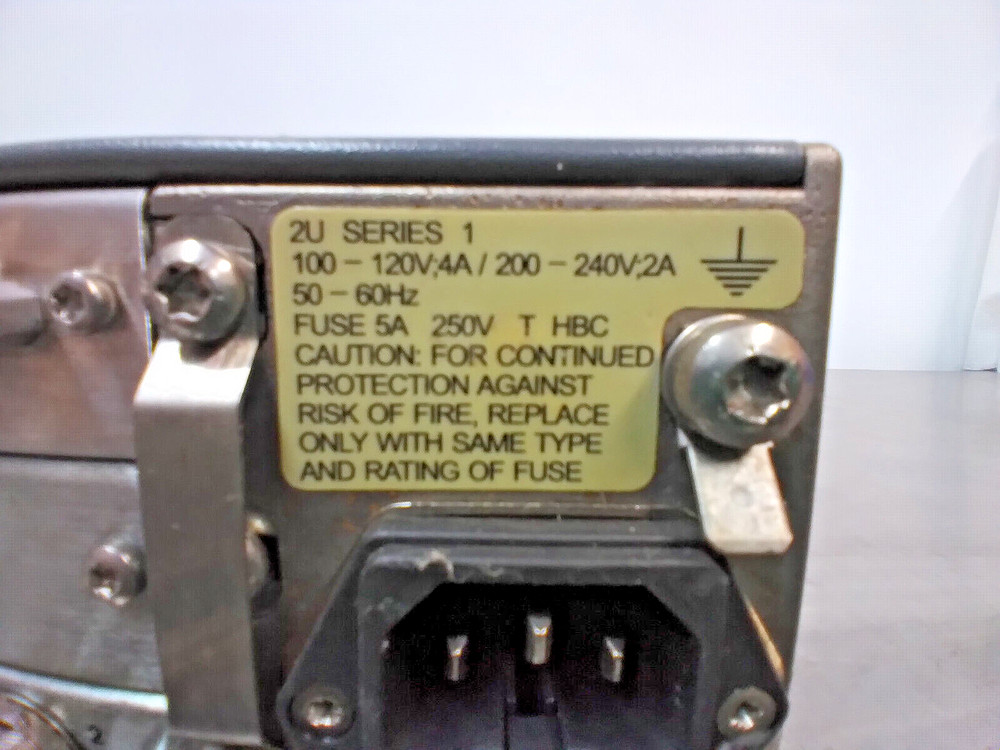 2U SERIES 1
100 – 120V;4A / 200 – 240V;2A
50 – 60Hz
FUSE 5A 250V T HBC
CAUTION: FOR CONTINUED
PROTECTION AGAINST
RISK OF FIRE, REPLACE
ONLY WITH SAME TYPE
AND RATING OF FUSE
2